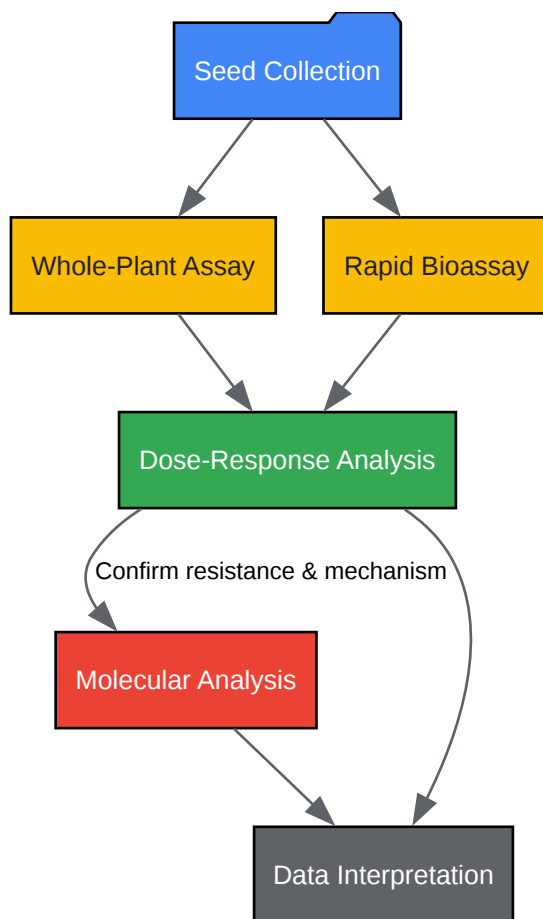 Seed Collection
Whole-Plant Assay
Rapid Bioassay
Dose-Response Analysis
Confirm resistance & mechanism
Molecular Analysis
Data Interpretation